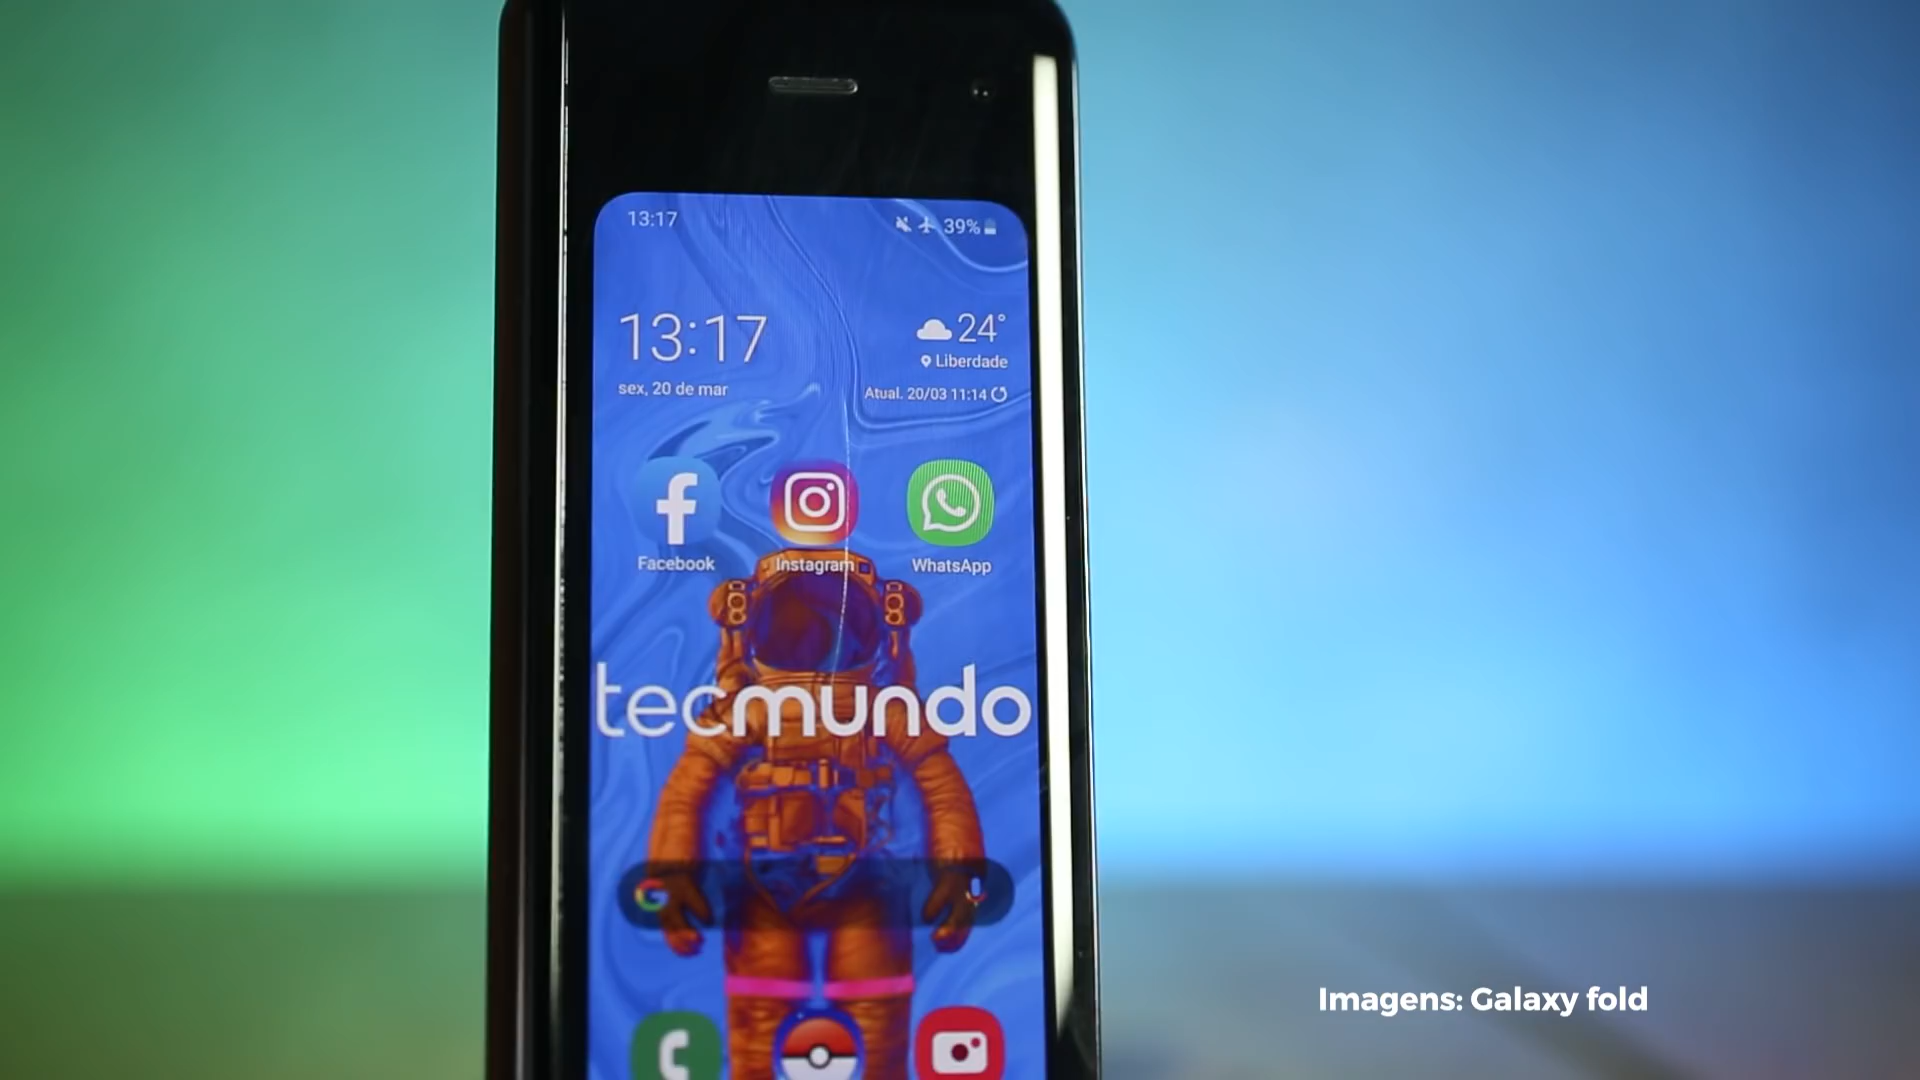 13:17
39%
13:17
24°
Liberdade
sex, 20 de mar
Atual. 20/03 11:14
Facebook
Instagram
WhatsApp
tecmundo
Imagens: Galaxy fold